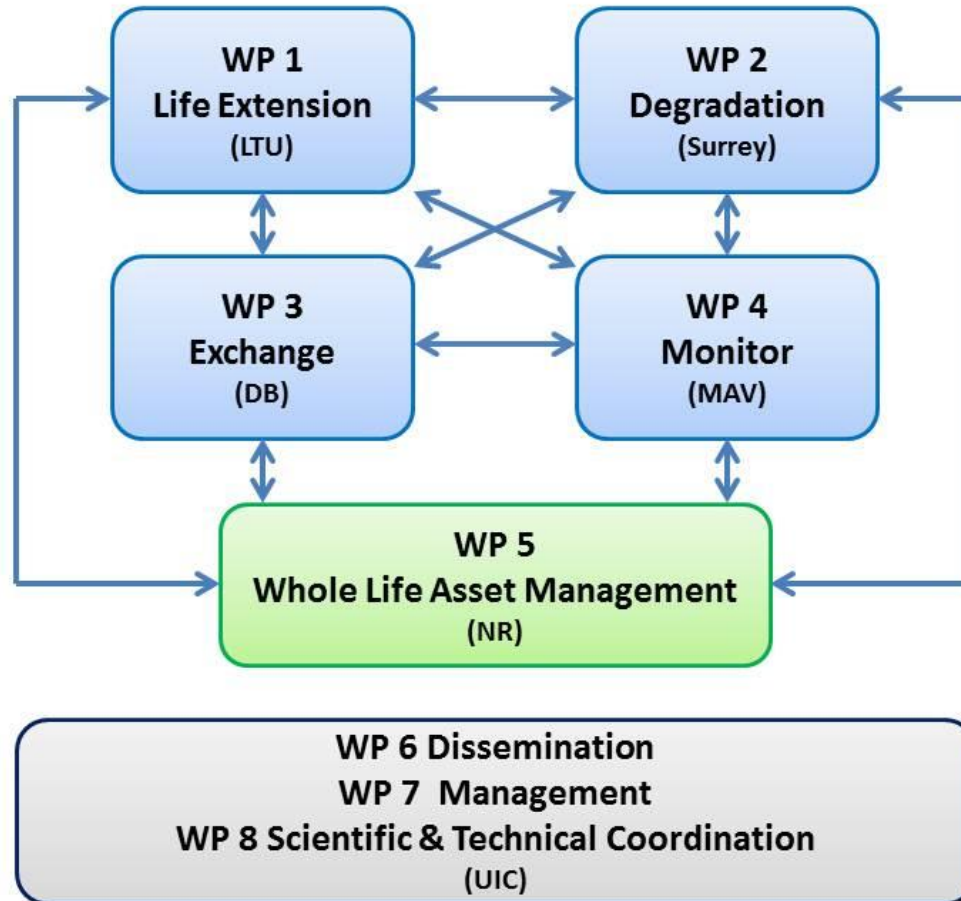 WP 1
Life Extension
(LTU)
WP 2
Degradation
(Surrey)
WP 3
Exchange
(DB)
WP 4
Monitor
(MAV)
WP 5
Whole Life Asset Management
(NR)
WP 6 Dissemination
WP 7 Management
WP 8 Scientific & Technical Coordination
(UIC)